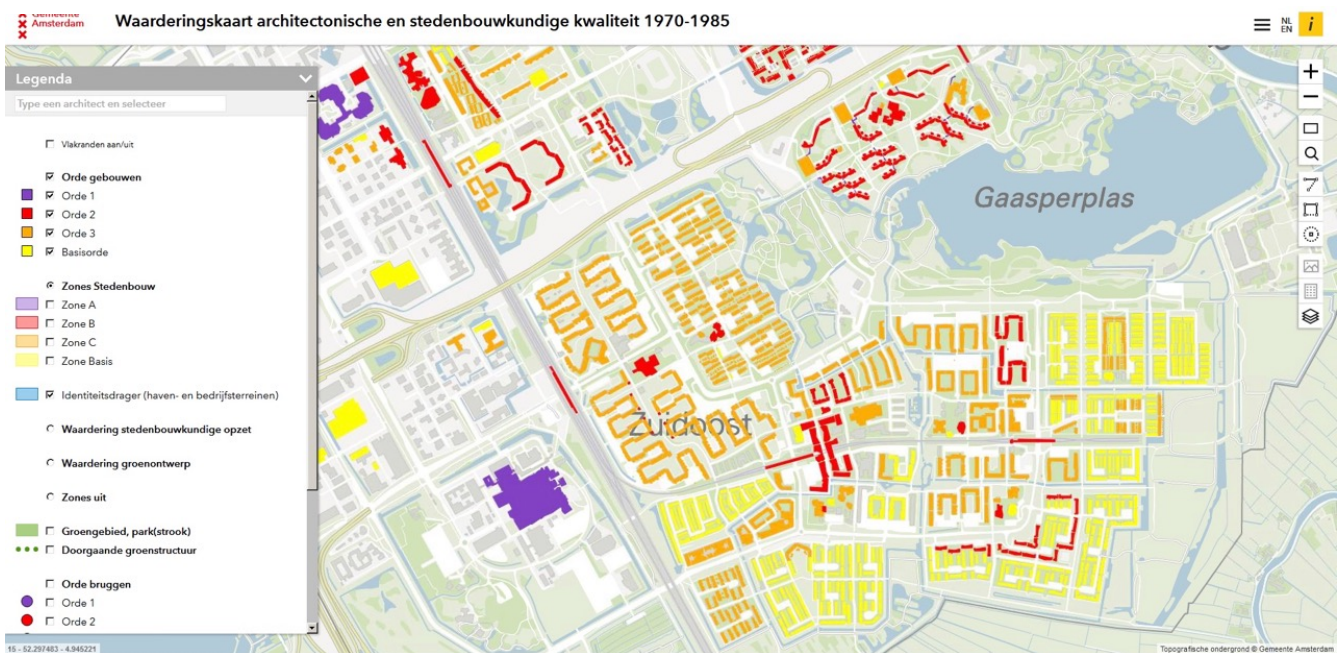 Gemeente
Amsterdam
Waarderingskaart architectonische en stedenbouwkundige kwaliteit 1970-1985
NL
EN
i
Legenda
Type een architect en selecteer
Vlakranden aan/uit
Orde gebouwen
Orde 1
Orde 2
Orde 3
Basisorde
Zones Stedenbouw
Zone A
Zone B
Zone C
Zone Basis
Identiteitsdrager (haven- en bedrijfsterreinen)
Waardering stedenbouwkundige opzet
Waardering groenontwerp
Zones uit
Groengebied, park(strook)
Doorgaande groenstructuur
Orde bruggen
Orde 1
Orde 2
Gaasperplas
Zuidoost
15 - 52.297483 - 4.945221
Topografische ondergrond © Gemeente Amsterdam